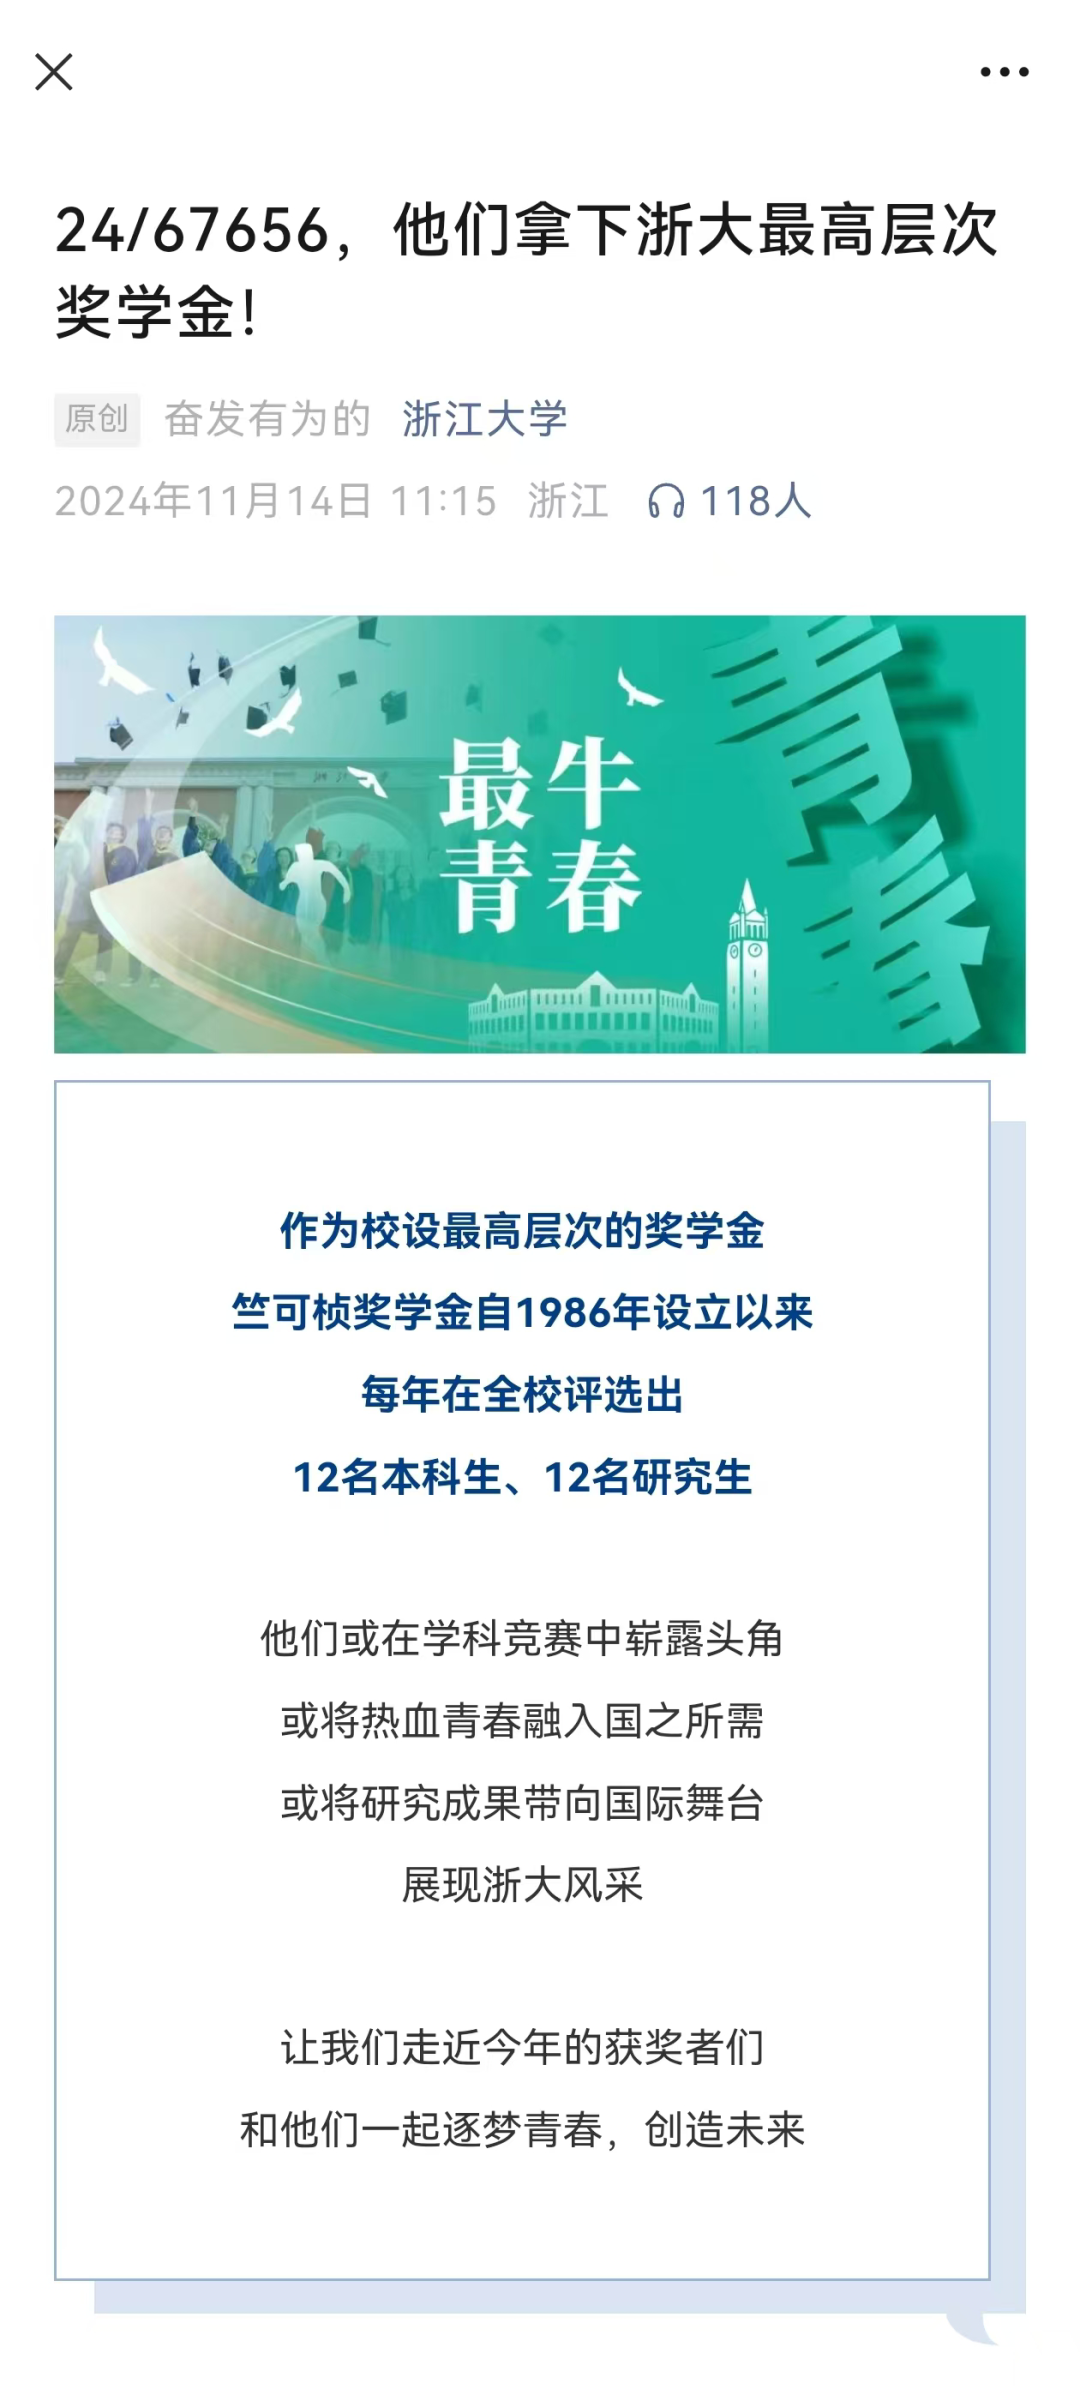 24/67656，他们拿下浙大最高层次
奖学金！
原创 奋发有为的 浙江大学
2024年11月14日 11:15 浙江 118人
最牛
青春
青春
作为校设最高层次的奖学金
竺可桢奖学金自1986年设立以来
每年在全校评选出
12名本科生、12名研究生
他们或在学科竞赛中崭露头角
或将热血青春融入国之所需
或将研究成果带向国际舞台
展现浙大风采
让我们走近今年的获奖者们
和他们一起逐梦青春，创造未来